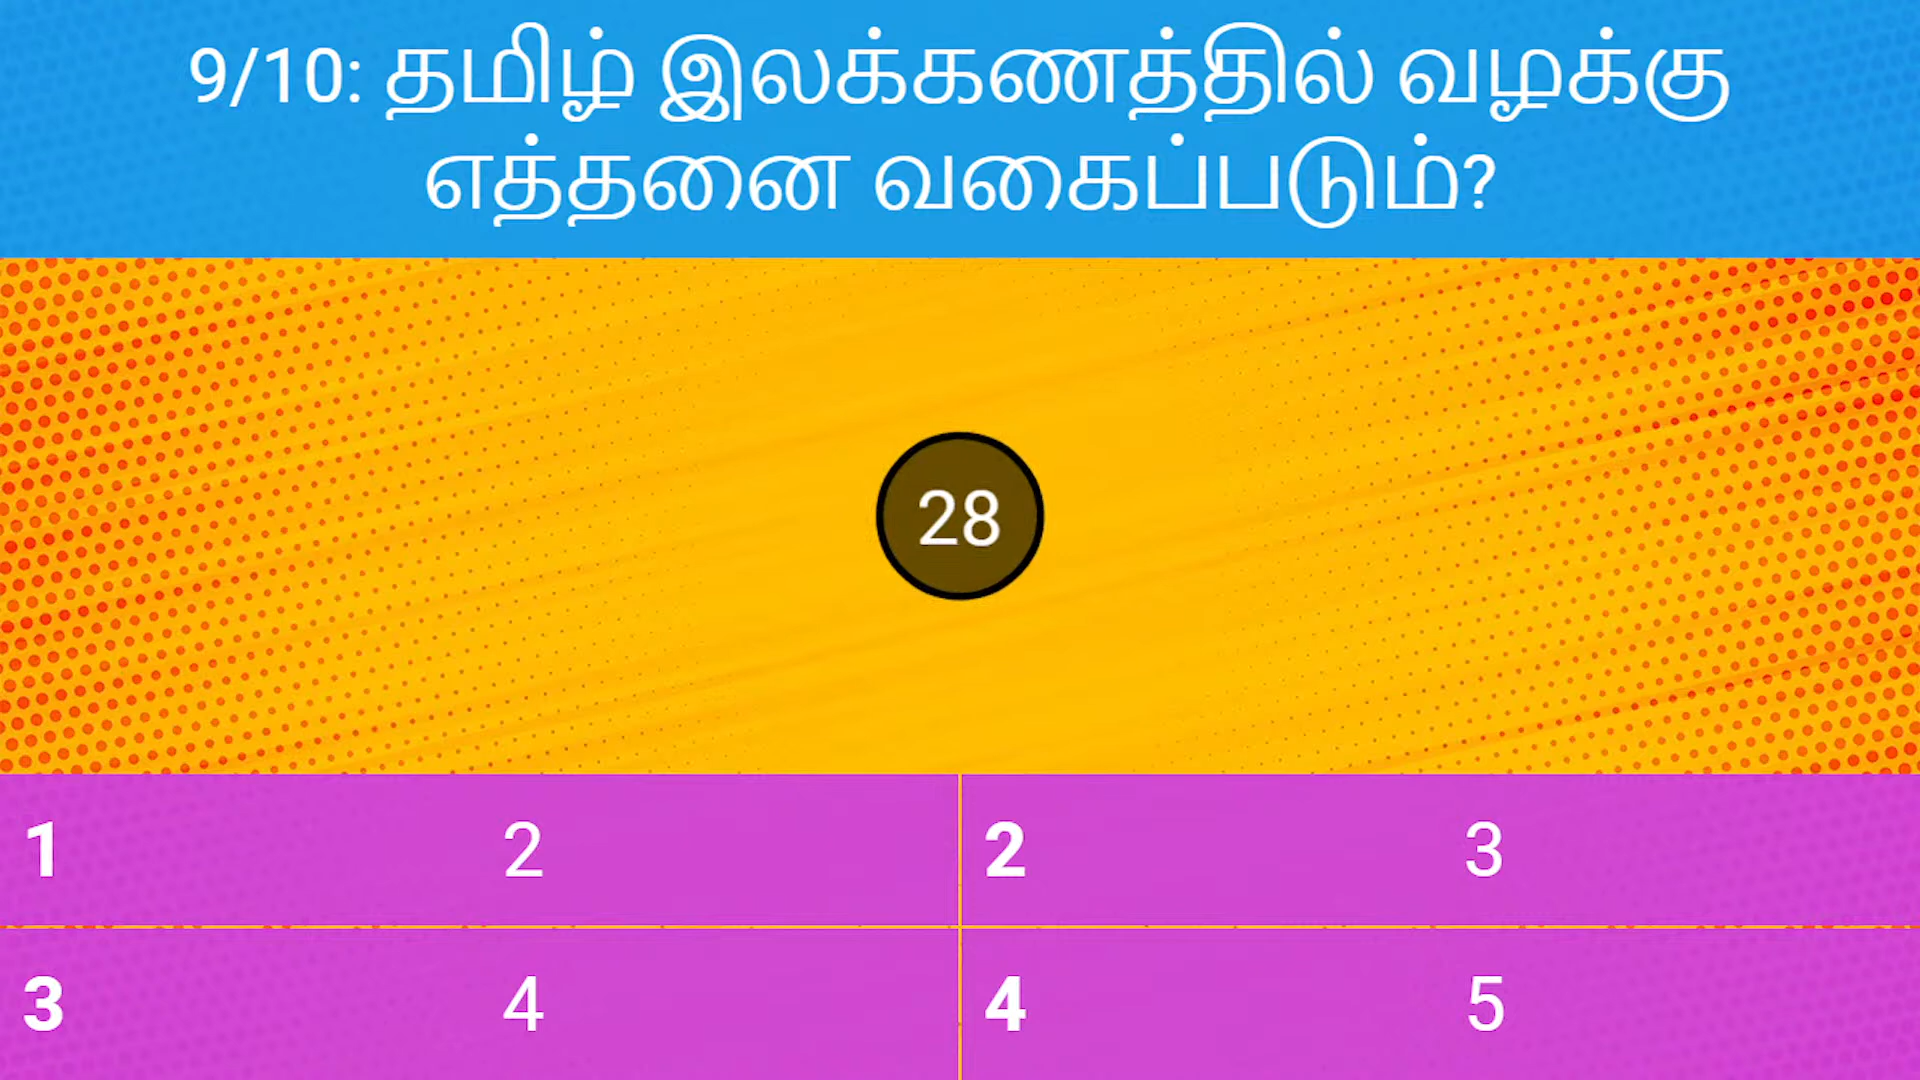 9/10: தமிழ் இலக்கணத்தில் வழக்கு
எத்தனை வகைப்படும்?
28
1 2
2 3
3 4
4 5